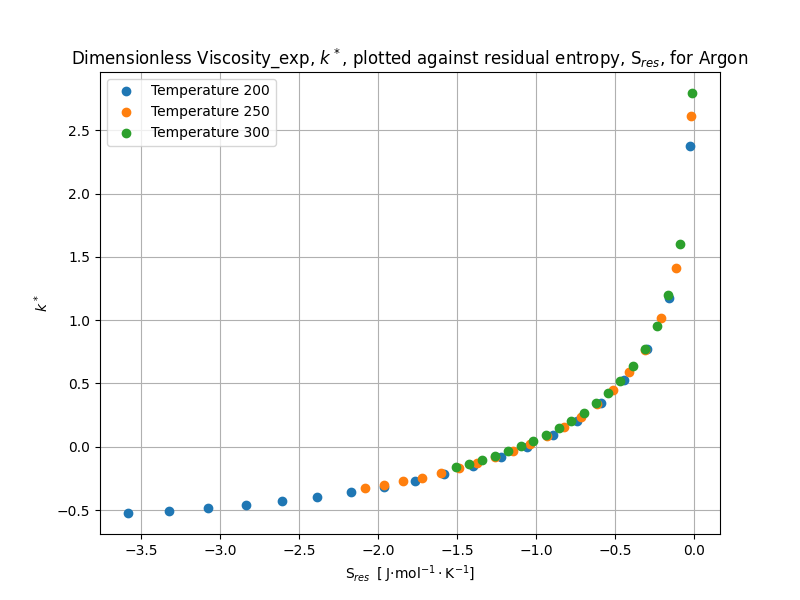 Dimensionless Viscosity_exp, k*, plotted against residual entropy, S_res, for Argon
Temperature 200
Temperature 250
Temperature 300
2.5
2.0
1.5
1.0
0.5
0.0
−0.5
k*
−3.5 −3.0 −2.5 −2.0 −1.5 −1.0 −0.5 0.0
S_res [ J·mol⁻¹ · K⁻¹]